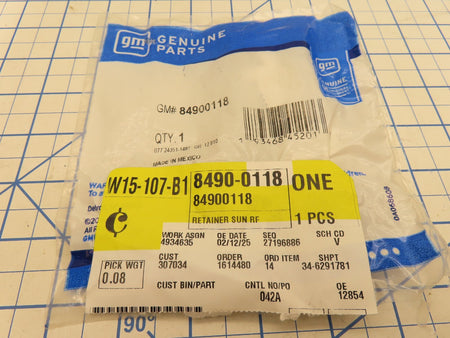 gm GENUINE
PARTS
gm
GENUINE
PARTS
GM# 84900118
QTY. 1
MADE IN MEXICO
W15-107-B1
8490-0118
ONE
84900118
RETAINER SUN RF
1 PCS
¢
WORK ASGN OE DATE SEQ SCH CD
4934635 02/12/25 27196886 V
CUST ORDER ORD ITEM SHPT
307034 1614480 14 34-6291781
PICK WGT
0.08
CUST BIN/PART CNTL NO/PO OE
042A 12854
90°